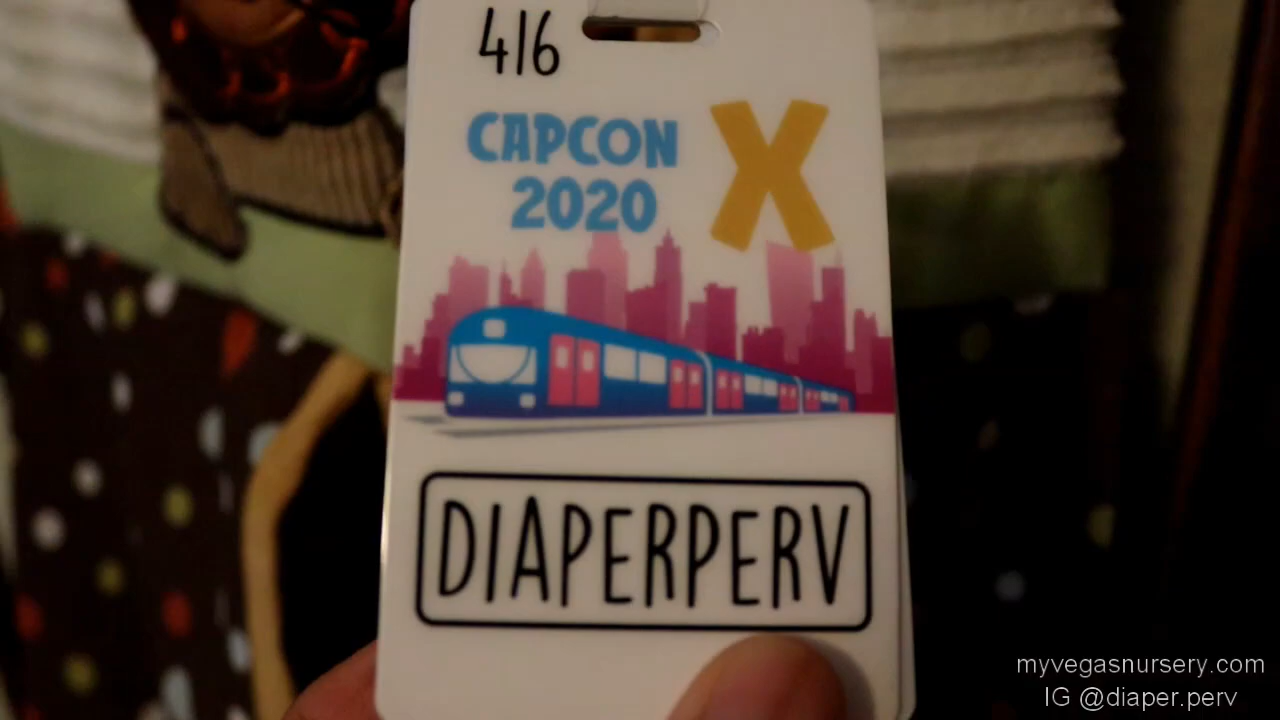 416
CAPCON
2020
X
DIAPERPERV
myvegasnursery.com
IG @diaper.perv